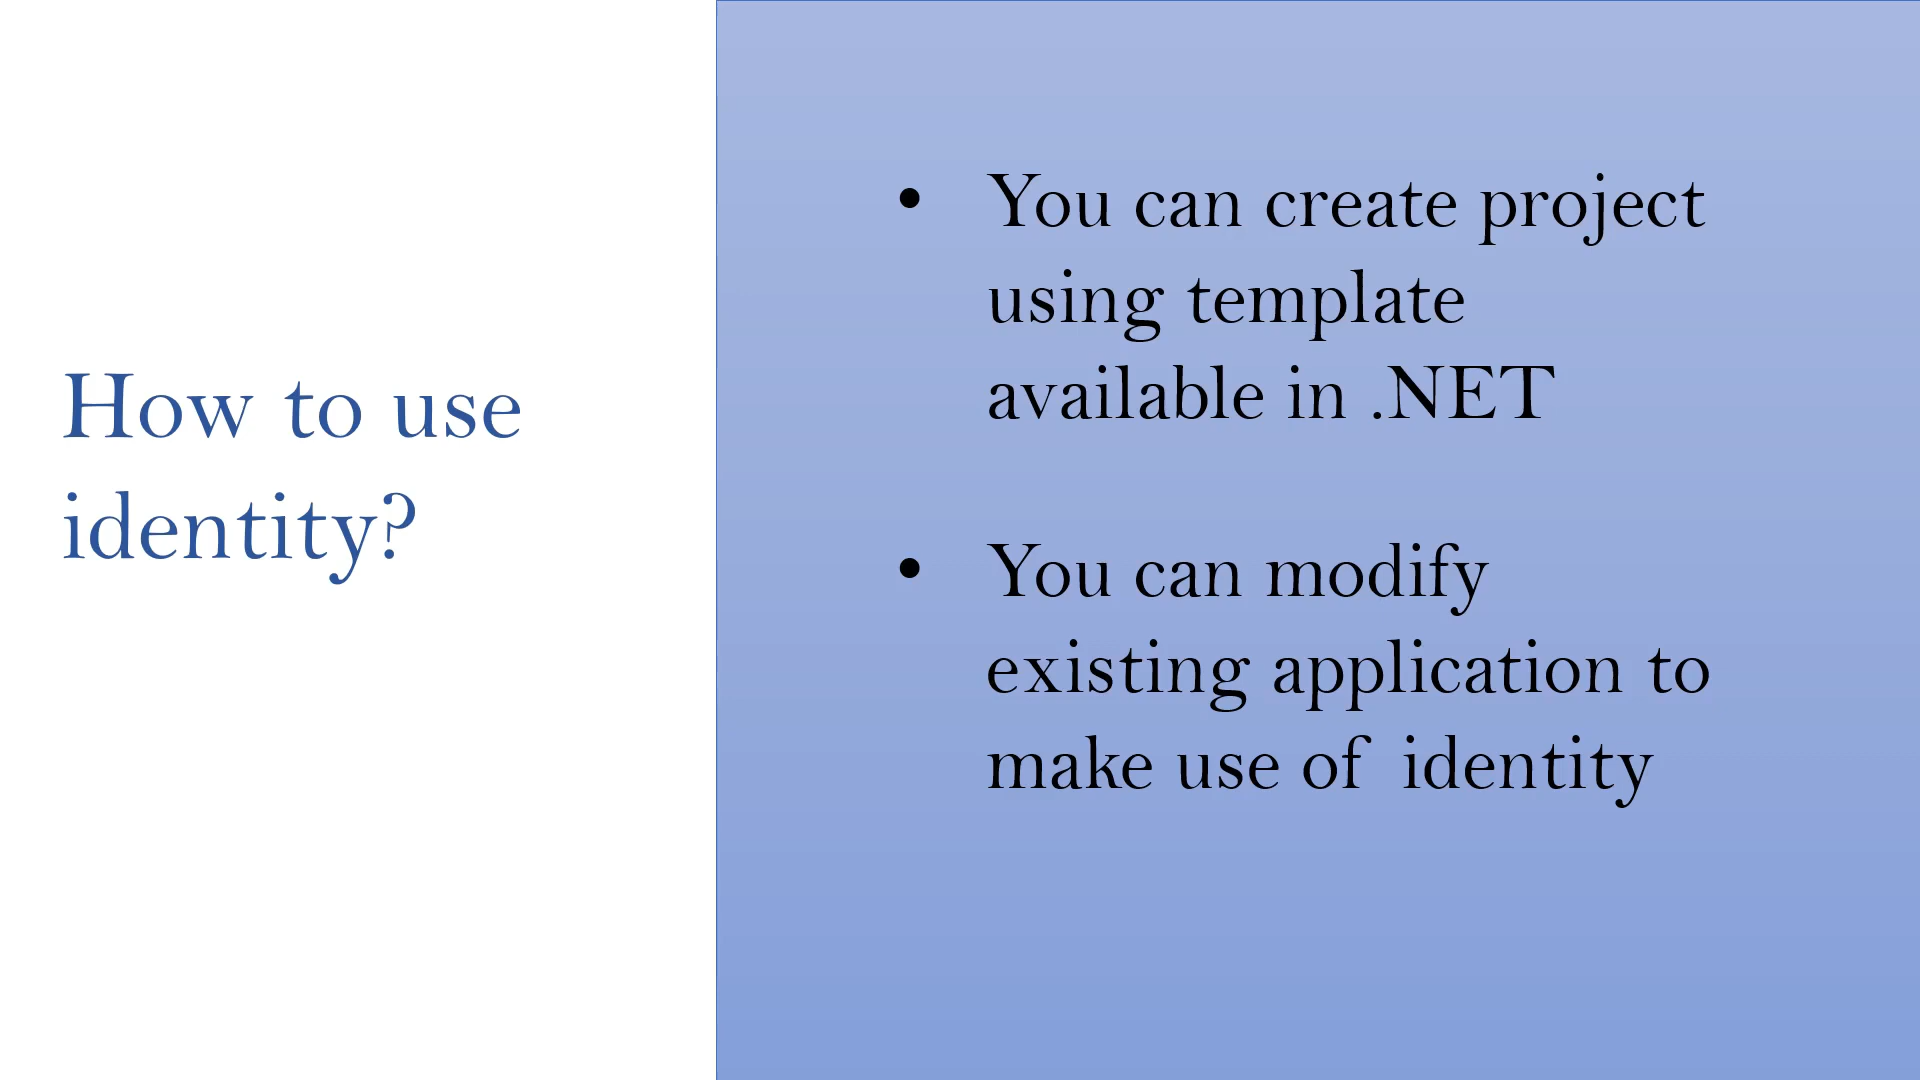 How to use
identity?
• You can create project
using template
available in .NET
• You can modify
existing application to
make use of identity